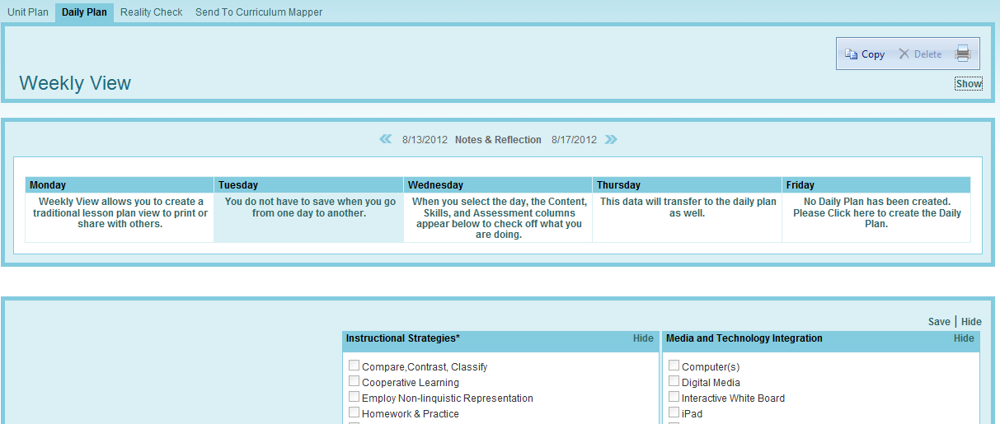 Unit Plan Daily Plan Reality Check Send To Curriculum Mapper
Copy Delete
Weekly View
Show
8/13/2012 Notes & Reflection 8/17/2012
Monday Tuesday Wednesday Thursday Friday
Weekly View allows you to create a
traditional lesson plan view to print or
share with others.
You do not have to save when you go
from one day to another.
When you select the day, the Content,
Skills, and Assessment columns
appear below to check off what you
are doing.
This data will transfer to the daily plan
as well.
No Daily Plan has been created.
Please Click here to create the Daily
Plan.
Save | Hide
Instructional Strategies* Hide
Compare,Contrast, Classify
Cooperative Learning
Employ Non-linquistic Representation
Homework & Practice
Media and Technology Integration Hide
Computer(s)
Digital Media
Interactive White Board
iPad